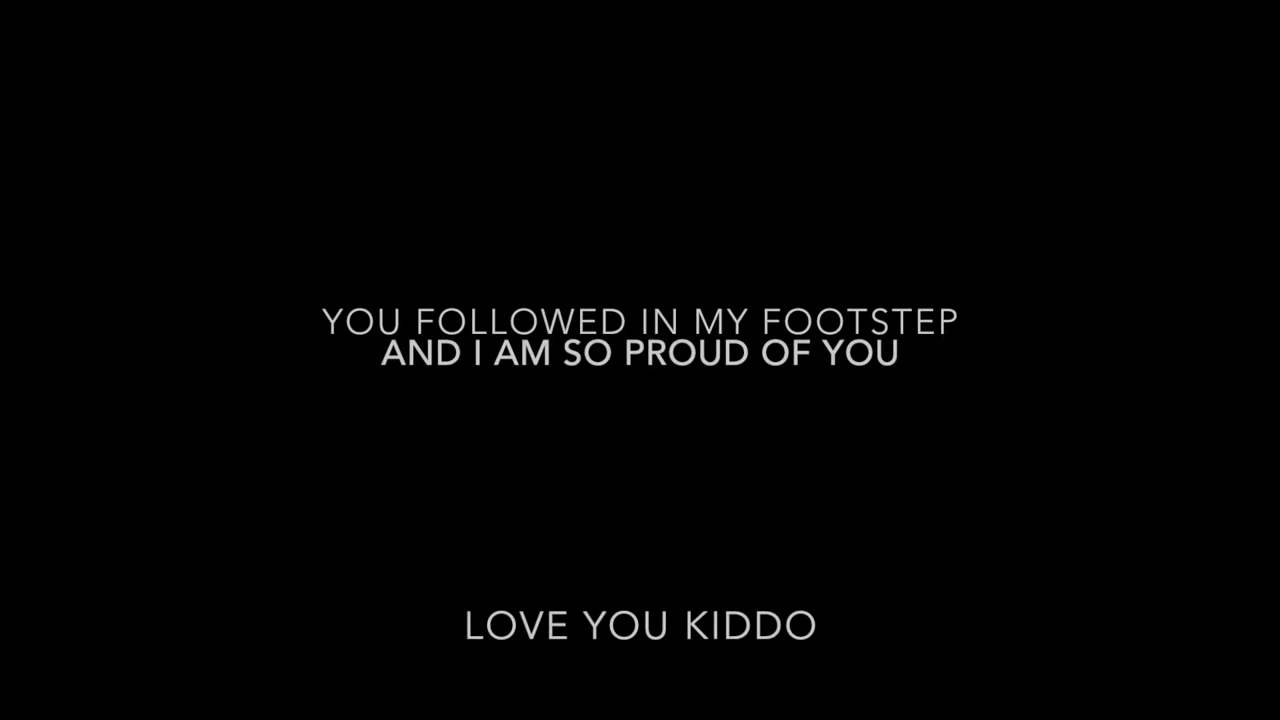 YOU FOLLOWED IN MY FOOTSTEP
AND I AM SO PROUD OF YOU
LOVE YOU KIDDO